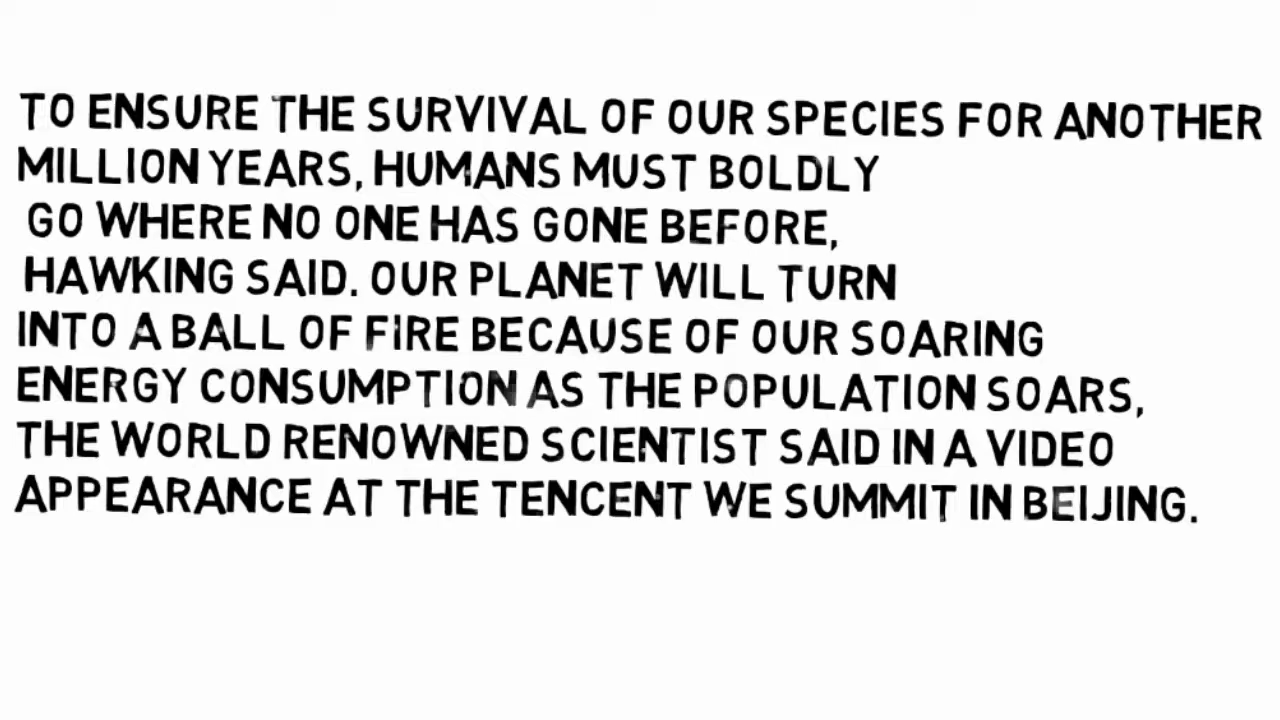 TO ENSURE THE SURVIVAL OF OUR SPECIES FOR ANOTHER
MILLION YEARS, HUMANS MUST BOLDLY
GO WHERE NO ONE HAS GONE BEFORE,
HAWKING SAID. OUR PLANET WILL TURN
INTO A BALL OF FIRE BECAUSE OF OUR SOARING
ENERGY CONSUMPTION AS THE POPULATION SOARS,
THE WORLD RENOWNED SCIENTIST SAID IN A VIDEO
APPEARANCE AT THE TENCENT WE SUMMIT IN BEIJING.